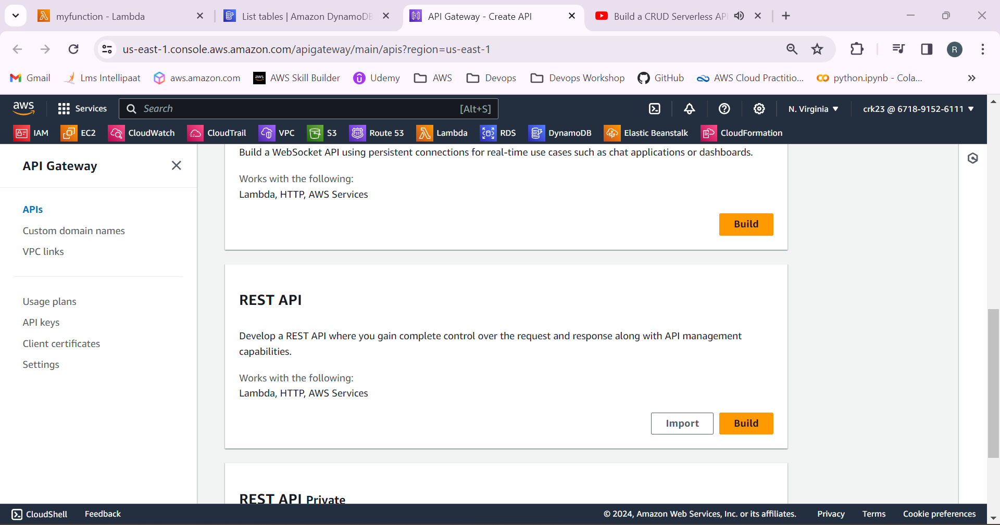 myfunction - Lambda
List tables | Amazon DynamoDB
API Gateway - Create API
Build a CRUD Serverless API
us-east-1.console.aws.amazon.com/apigateway/main/apis?region=us-east-1
R
Gmail
Lms Intellipaat
aws.amazon.com
aws
AWS Skill Builder
Udemy
AWS
Devops
Devops Workshop
GitHub
AWS Cloud Practitio...
python.ipynb - Cola...
aws
Services
Search
[Alt+S]
N. Virginia
crk23 @ 6718-9152-6111
IAM
EC2
CloudWatch
CloudTrail
VPC
S3
Route 53
Lambda
RDS
DynamoDB
Elastic Beanstalk
CloudFormation
API Gateway
APIs
Custom domain names
VPC links
Usage plans
API keys
Client certificates
Settings
Build a WebSocket API using persistent connections for real-time use cases such as chat applications or dashboards.
Works with the following:
Lambda, HTTP, AWS Services
Build
REST API
Develop a REST API where you gain complete control over the request and response along with API management
capabilities.
Works with the following:
Lambda, HTTP, AWS Services
Import
Build
REST API Private
CloudShell
Feedback
© 2024, Amazon Web Services, Inc. or its affiliates.
Privacy
Terms
Cookie preferences